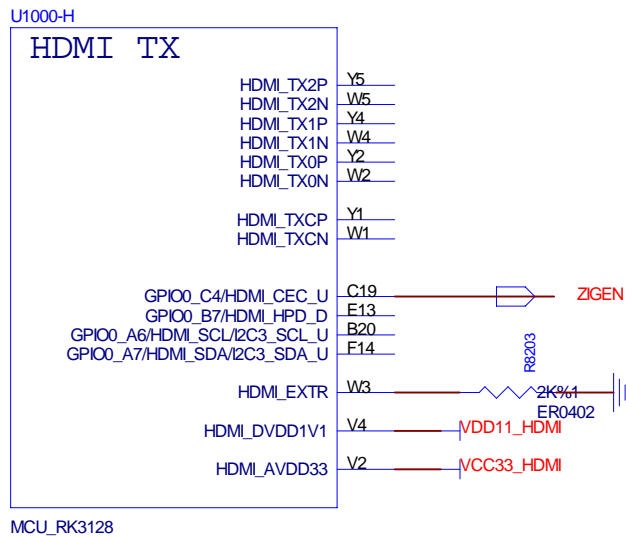 U1000-H
HDMI TX
HDMI_TX2P Y5
HDMI_TX2N W5
HDMI_TX1P Y4
HDMI_TX1N W4
HDMI_TX0P Y2
HDMI_TX0N W2
HDMI_TXCP Y1
HDMI_TXCN W1
GPIO0_C4/HDMI_CEC_U C19 ZIGEN
GPIO0_B7/HDMI_HPD_D E13
GPIO0_A6/HDMI_SCL/I2C3_SCL_U B20
GPIO0_A7/HDMI_SDA/I2C3_SDA_U F14
R8203
HDMI_EXTR W3 2K%1
ER0402
HDMI_DVDD1V1 V4 VDD11_HDMI
HDMI_AVDD33 V2 VCC33_HDMI
MCU_RK3128